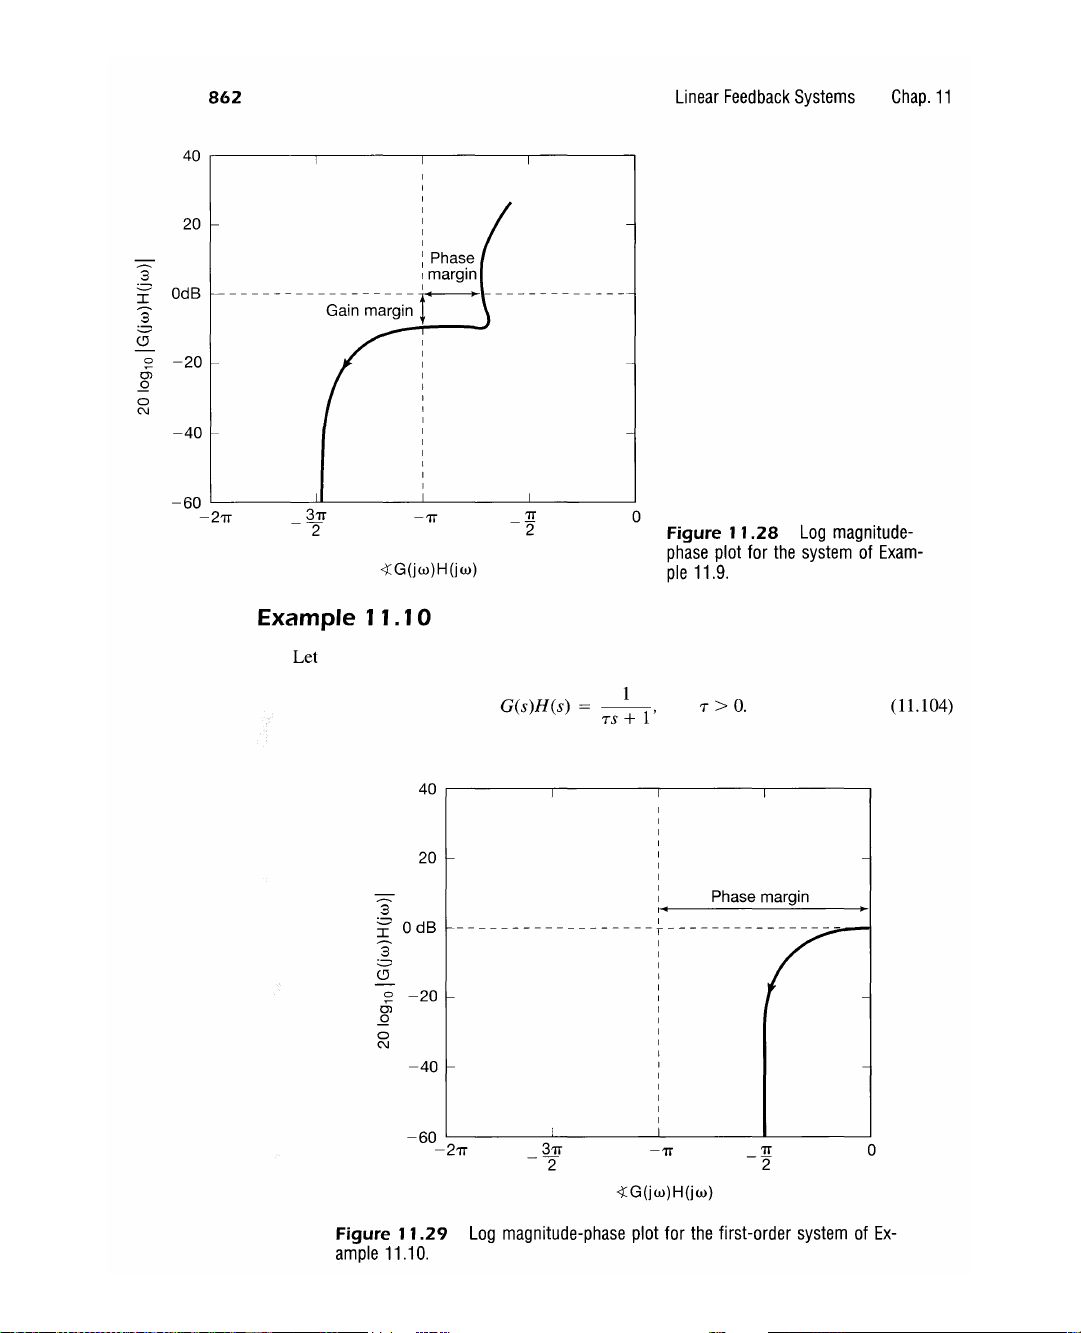 862
Linear Feedback Systems Chap. 11
40
20
0dB
−20
−40
−60
20 log₁₀ |G(jω)H(jω)|
Phase
margin
Gain margin
−2π
−3π/2
−π
−π/2
0
∢G(jω)H(jω)
Figure 11.28 Log magnitude-
phase plot for the system of Exam-
ple 11.9.
Example 11.10
Let
G(s)H(s) = 1/(τs + 1), τ > 0. (11.104)
40
20
0 dB
−20
−40
−60
20 log₁₀ |G(jω)H(jω)|
Phase margin
−2π
−3π/2
−π
−π/2
0
∢G(jω)H(jω)
Figure 11.29 Log magnitude-phase plot for the first-order system of Ex-
ample 11.10.